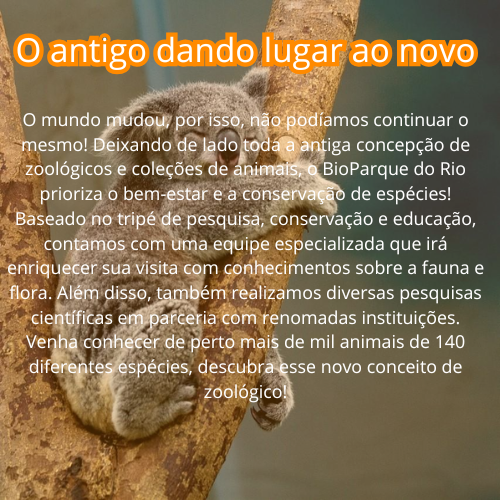 O antigo dando lugar ao novo
O mundo mudou, por isso, não podíamos continuar o
mesmo! Deixando de lado toda a antiga concepção de
zoológicos e coleções de animais, o BioParque do Rio
prioriza o bem-estar e a conservação de espécies!
Baseado no tripé de pesquisa, conservação e educação,
contamos com uma equipe especializada que irá
enriquecer sua visita com conhecimentos sobre a fauna e
flora. Além disso, também realizamos diversas pesquisas
científicas em parceria com renomadas instituições.
Venha conhecer de perto mais de mil animais de 140
diferentes espécies, descubra esse novo conceito de
zoológico!